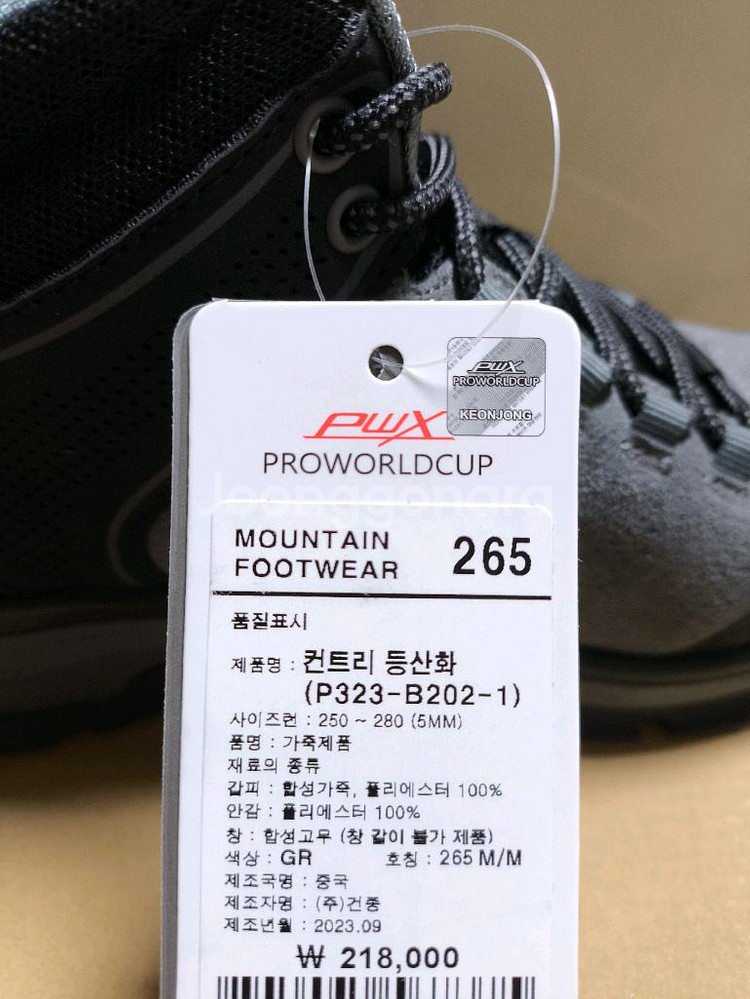 PWX
PROWORLDCUP
KEONJONG
PWX
PROWORLDCUP
Joonggonara
MOUNTAIN
FOOTWEAR 265
품질표시
제품명 : 컨트리 등산화
(P323-B202-1)
사이즈런 : 250 ~ 280 (5MM)
품명 : 가죽제품
재료의 종류
갑피 : 합성가죽, 폴리에스터 100%
안감 : 폴리에스터 100%
창 : 합성고무 (창 갈이 불가 제품)
색상 : GR 호칭 : 265 M/M
제조국명 : 중국
제조자명 : (주)건종
제조년월 : 2023.09
₩ 218,000